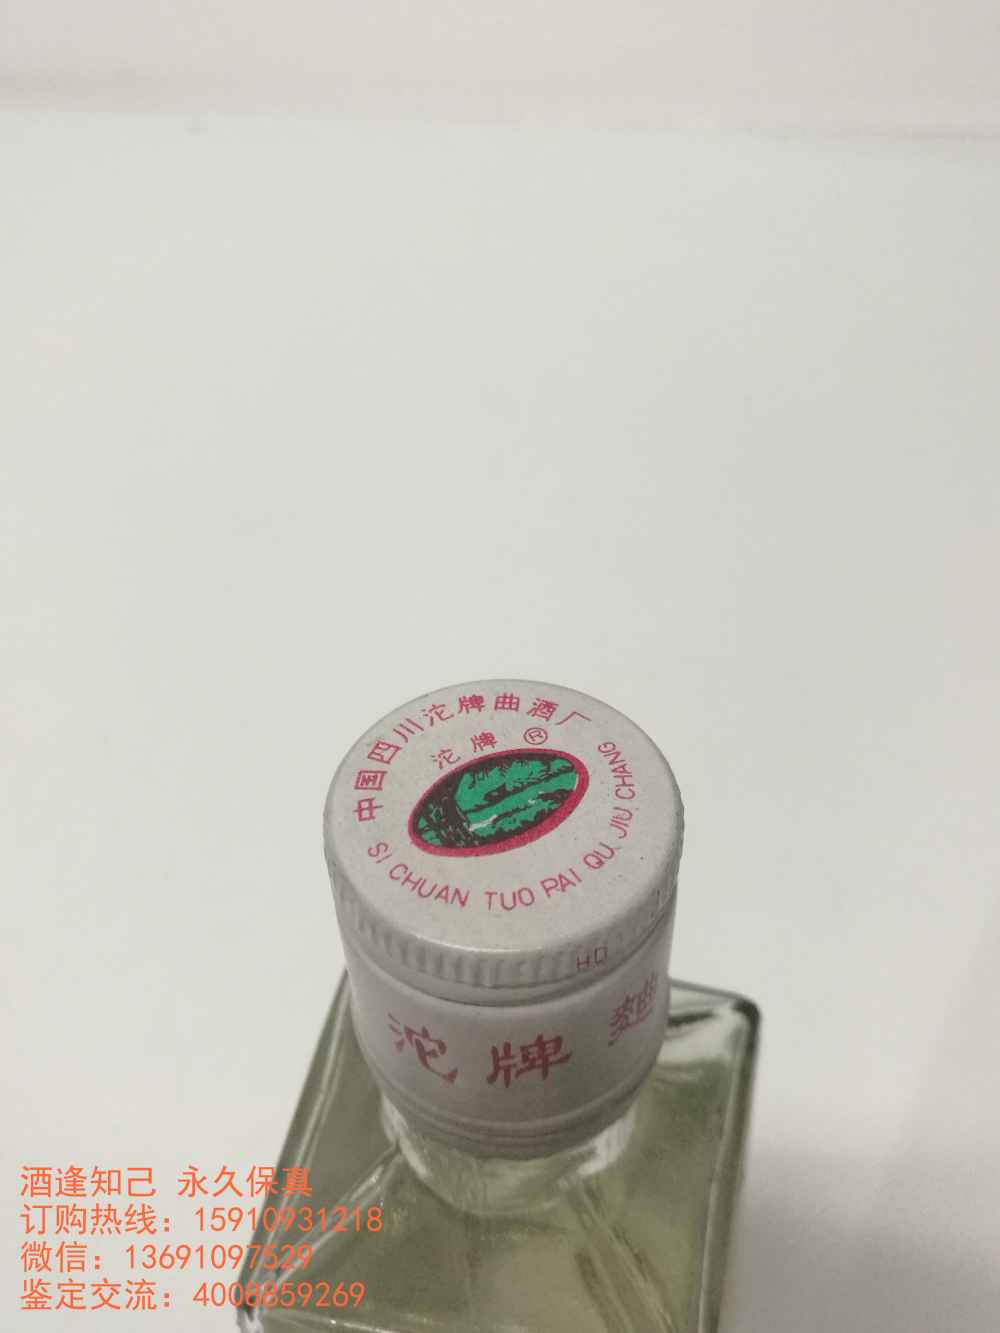 中国四川沱牌曲酒厂
沱牌®
SI CHUAN TUO PAI QU JIU CHANG
HQ
沱牌麯
酒逢知己 永久保真
订购热线：15910931218
微信：13691097529
鉴定交流：4008859269